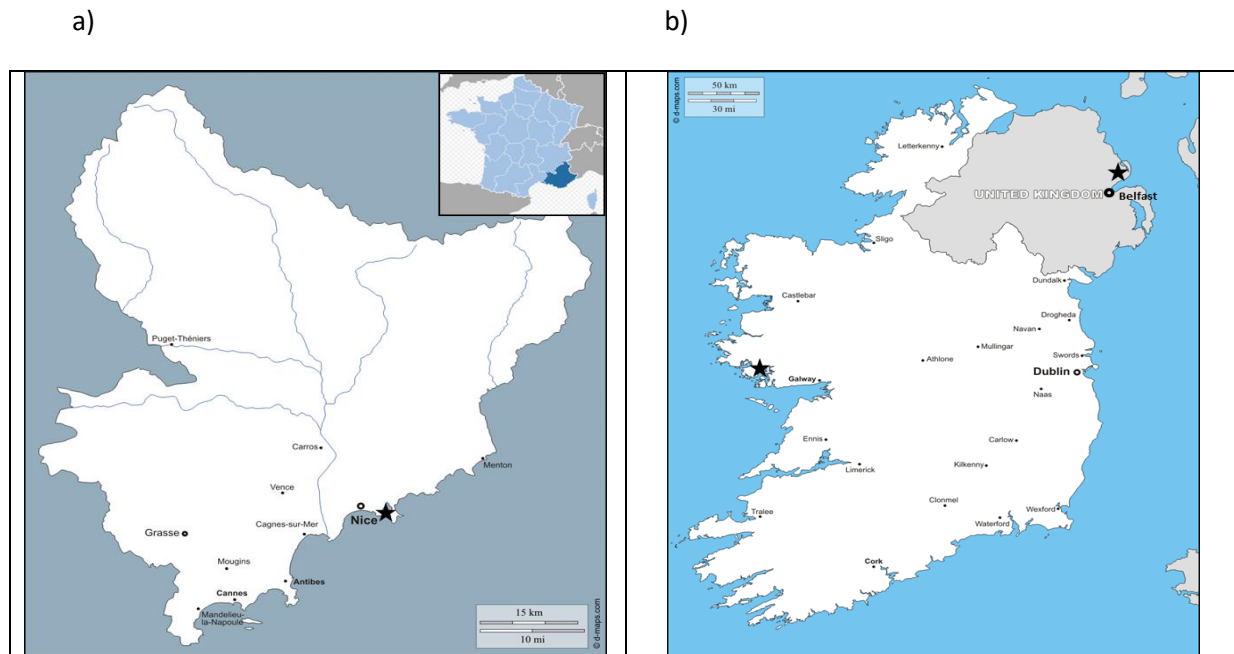 a)
b)
Puget-Théniers
Carros
Menton
Vence
Nice
Cagnes-sur-Mer
Grasse
Mougins
Antibes
Cannes
Mandelieu-
la-Napoule
15 km
10 mi
© d-maps.com
50 km
30 mi
© d-maps.com
Letterkenny
UNITED KINGDOM
Belfast
Sligo
Dundalk
Castlebar
Drogheda
Navan
Mullingar
Swords
Athlone
Dublin
Galway
Naas
Ennis
Carlow
Limerick
Kilkenny
Clonmel
Wexford
Tralee
Waterford
Cork